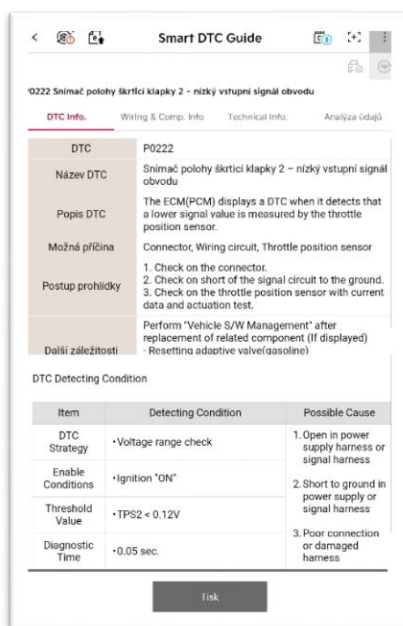 Smart DTC Guide
P0222 Snímač polohy škrticí klapky 2 - nízký vstupní signál obvodu
DTC Info. Wiring & Comp. Info Technical Info. Analýza údajů
DTC P0222
Název DTC Snímač polohy škrticí klapky 2 – nízký vstupní signál
obvodu
Popis DTC The ECM(PCM) displays a DTC when it detects that
a lower signal value is measured by the throttle
position sensor.
Možná příčina Connector, Wiring circuit, Throttle position sensor
Postup prohlídky 1. Check on the connector.
2. Check on short of the signal circuit to the ground.
3. Check on the throttle position sensor with current
data and actuation test.
Další záležitosti Perform "Vehicle S/W Management" after
replacement of related component (If displayed)
- Resetting adaptive valve(gasoline)
DTC Detecting Condition
Item Detecting Condition Possible Cause
DTC
Strategy
•Voltage range check
Enable
Conditions
•Ignition "ON"
Threshold
Value
•TPS2 < 0.12V
Diagnostic
Time
•0.05 sec.
1. Open in power
supply harness or
signal harness
2. Short to ground in
power supply or
signal harness
3. Poor connection
or damaged
harness
Tisk